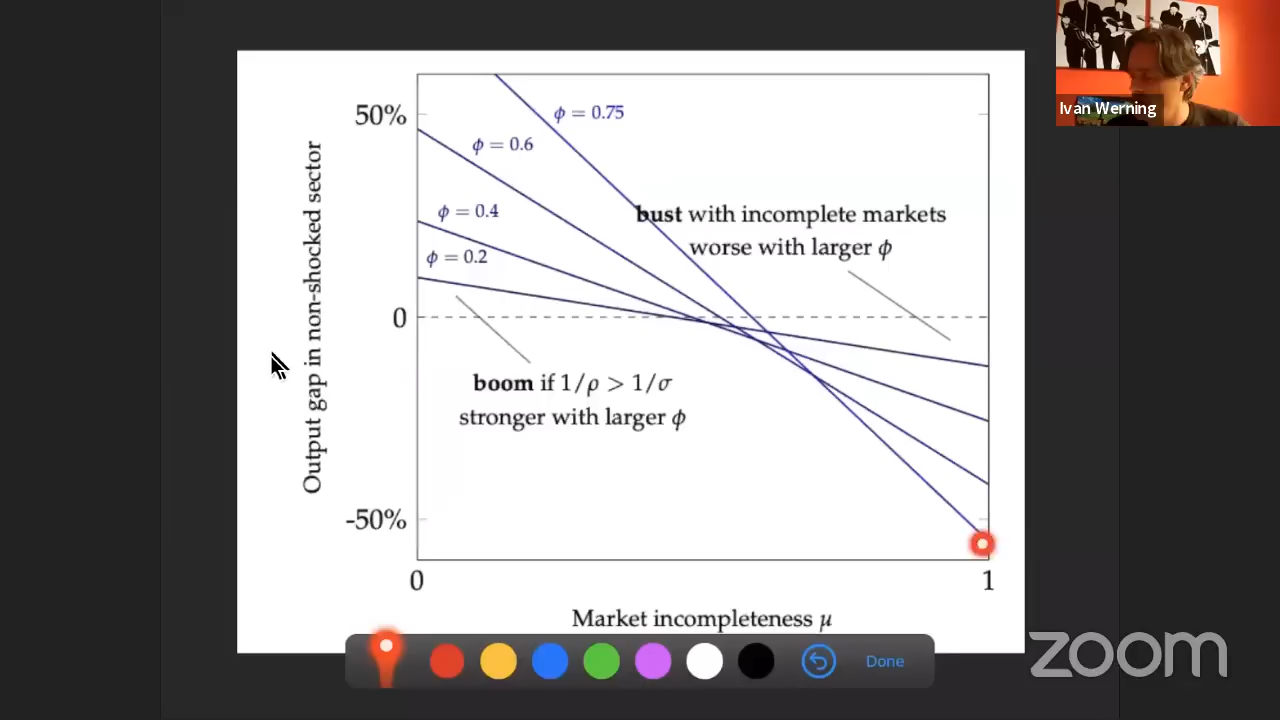 Ivan Werning
50%
0
-50%
Output gap in non-shocked sector
ϕ = 0.75
ϕ = 0.6
ϕ = 0.4
ϕ = 0.2
bust with incomplete markets
worse with larger ϕ
boom if 1/ρ > 1/σ
stronger with larger ϕ
0
1
Market incompleteness μ
Done
zoom